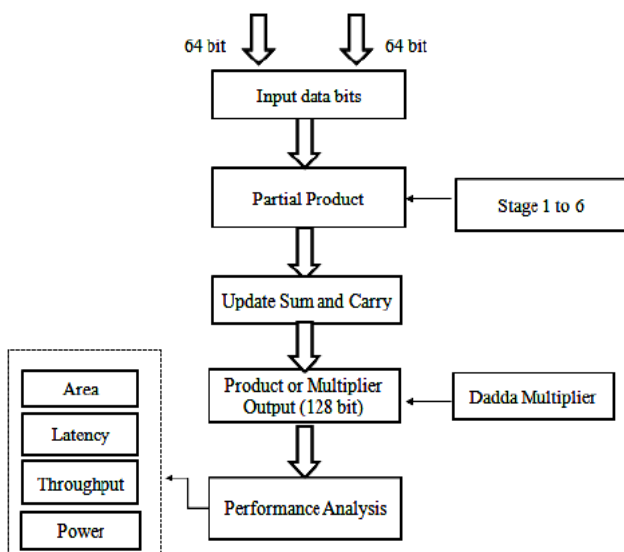 64 bit
64 bit
Input data bits
Partial Product
Stage 1 to 6
Update Sum and Carry
Product or Multiplier
Output (128 bit)
Dadda Multiplier
Area
Latency
Throughput
Power
Performance Analysis